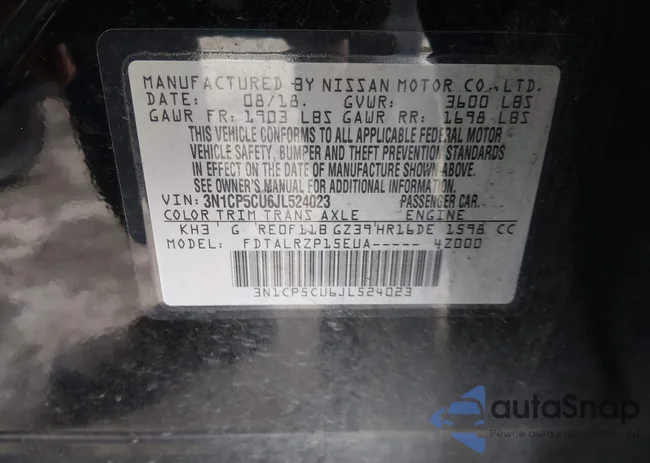 MANUFACTURED BY NISSAN MOTOR CO., LTD.
DATE: 08/18. GVWR: 3600 LBS
GAWR FR: 1903 LBS GAWR RR: 1698 LBS
THIS VEHICLE CONFORMS TO ALL APPLICABLE FEDERAL MOTOR
VEHICLE SAFETY, BUMPER AND THEFT PREVENTION STANDARDS
IN EFFECT ON THE DATE OF MANUFACTURE SHOWN ABOVE.
SEE OWNER'S MANUAL FOR ADDITIONAL INFORMATION
VIN: 3N1CP5CU6JL524023 PASSENGER CAR.
COLOR TRIM TRANS AXLE ENGINE
KH3 G RE0F11B GZ39 HR16DE 1598 CC
FDTALRZP15EUA----- 4Z000
3N1CP5CU6JL524023
autaSnap
Pewne auto